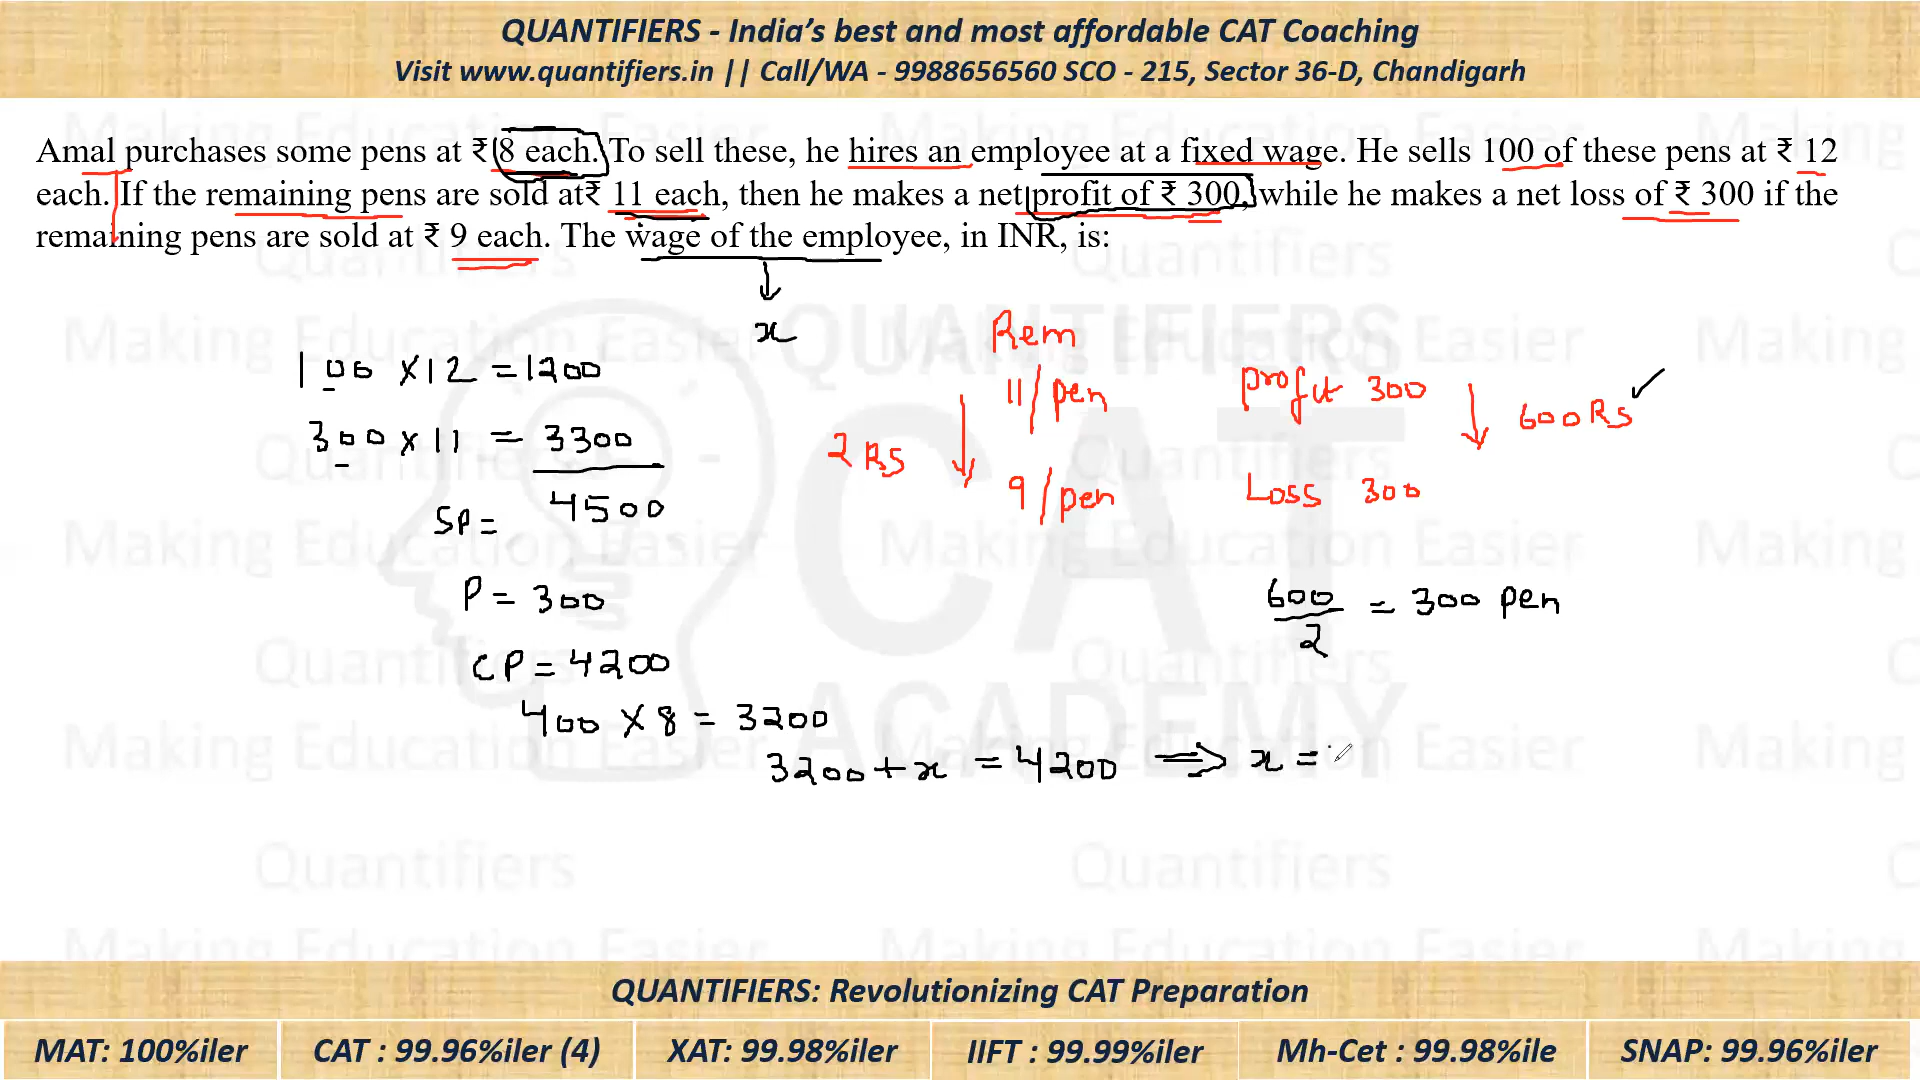 QUANTIFIERS - India's best and most affordable CAT Coaching
Visit www.quantifiers.in || Call/WA - 9988656560 SCO - 215, Sector 36-D, Chandigarh
Amal purchases some pens at ₹ 8 each. To sell these, he hires an employee at a fixed wage. He sells 100 of these pens at ₹ 12
each. If the remaining pens are sold at₹ 11 each, then he makes a net profit of ₹ 300, while he makes a net loss of ₹ 300 if the
remaining pens are sold at ₹ 9 each. The wage of the employee, in INR, is:
x
100 × 12 = 1200
300 × 11 = 3300
SP = 4500
P = 300
CP = 4200
400 × 8 = 3200
3200 + x = 4200 ⇒ x =
Rem
11/pen
2 RS
9/pen
Profit 300
600 RS ✓
Loss 300
600/2 = 300 pen
QUANTIFIERS
CAT
ACADEMY
Making Education Easier
Quantifiers
QUANTIFIERS: Revolutionizing CAT Preparation
MAT: 100%iler
CAT : 99.96%iler (4)
XAT: 99.98%iler
IIFT : 99.99%iler
Mh-Cet : 99.98%ile
SNAP: 99.96%iler